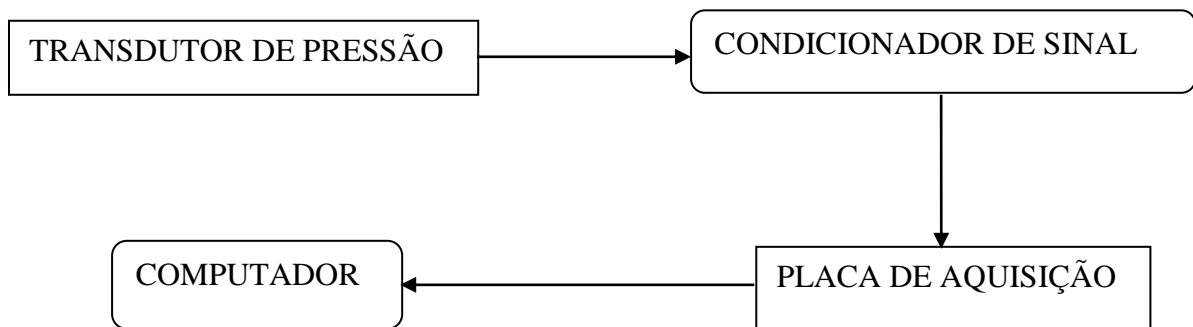 TRANSDUTOR DE PRESSÃO
CONDICIONADOR DE SINAL
PLACA DE AQUISIÇÃO
COMPUTADOR